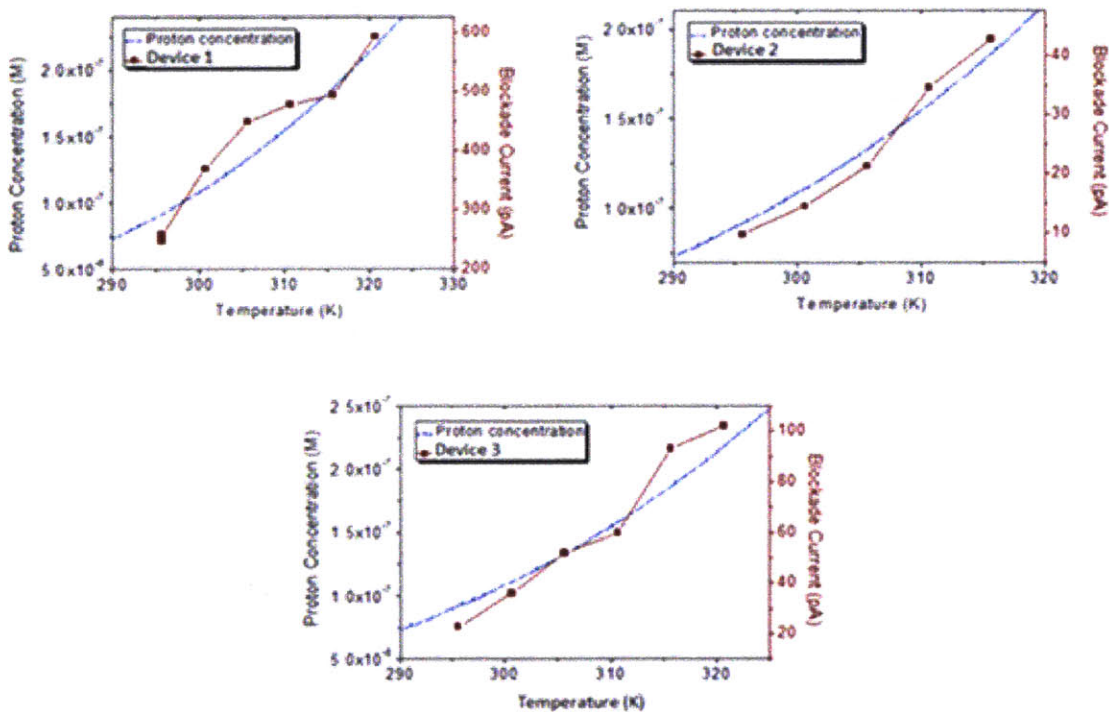 Proton concentration
Device 1
Proton Concentration (M)
2 0x10⁻⁷
1 5x10⁻⁷
1 0x10⁻⁷
5 0x10⁻⁸
600
500
400
300
200
Blockade Current (pA)
290 300 310 320 330
Temperature (K)
Proton concentration
Device 2
Proton Concentration (M)
2 0x10⁻⁷
1 5x10⁻⁷
1 0x10⁻⁷
40
30
20
10
Blockade Current (pA)
290 300 310 320
Temperature (K)
Proton concentration
Device 3
Proton Concentration (M)
2 5x10⁻⁷
2 0x10⁻⁷
1 5x10⁻⁷
1 0x10⁻⁷
5 0x10⁻⁸
100
80
60
40
20
Blockade Current (pA)
290 300 310 320
Temperature (K)